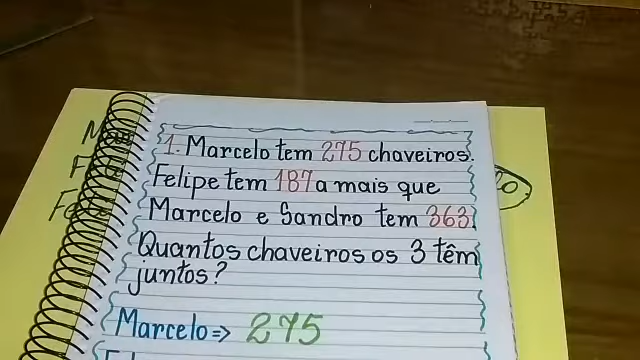 1. Marcelo tem 275 chaveiros.
Felipe tem 187 a mais que
Marcelo e Sandro tem 363.
Quantos chaveiros os 3 têm
juntos?
Marcelo => 275